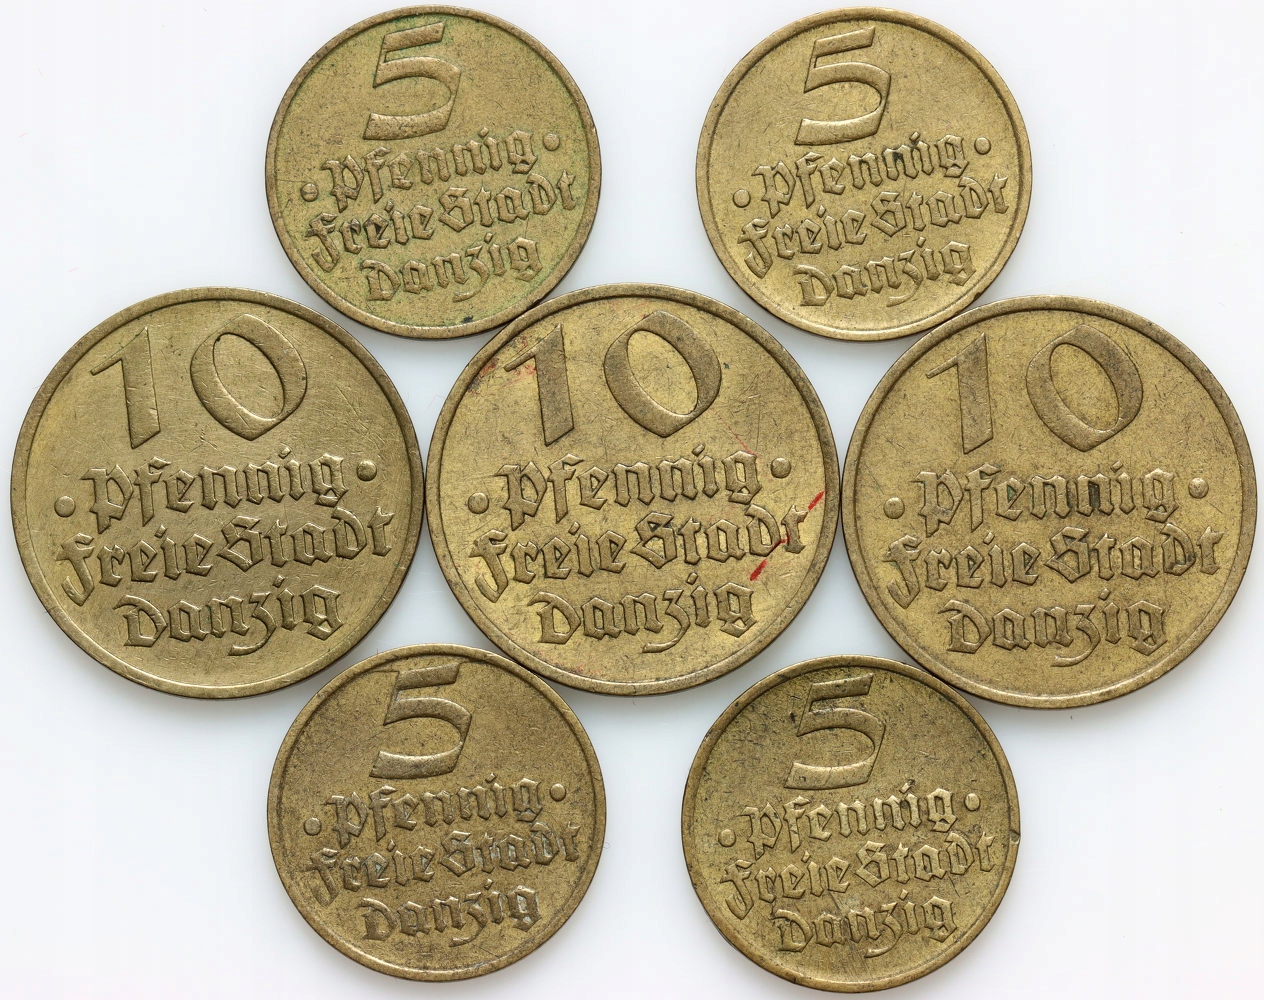 5
· Pfennig ·
Freie Stadt
Danzig
5
· Pfennig ·
Freie Stadt
Danzig
10
· Pfennig ·
Freie Stadt
Danzig
10
· Pfennig ·
Freie Stadt
Danzig
10
· Pfennig ·
Freie Stadt
Danzig
5
· Pfennig ·
Freie Stadt
Danzig
5
· Pfennig ·
Freie Stadt
Danzig